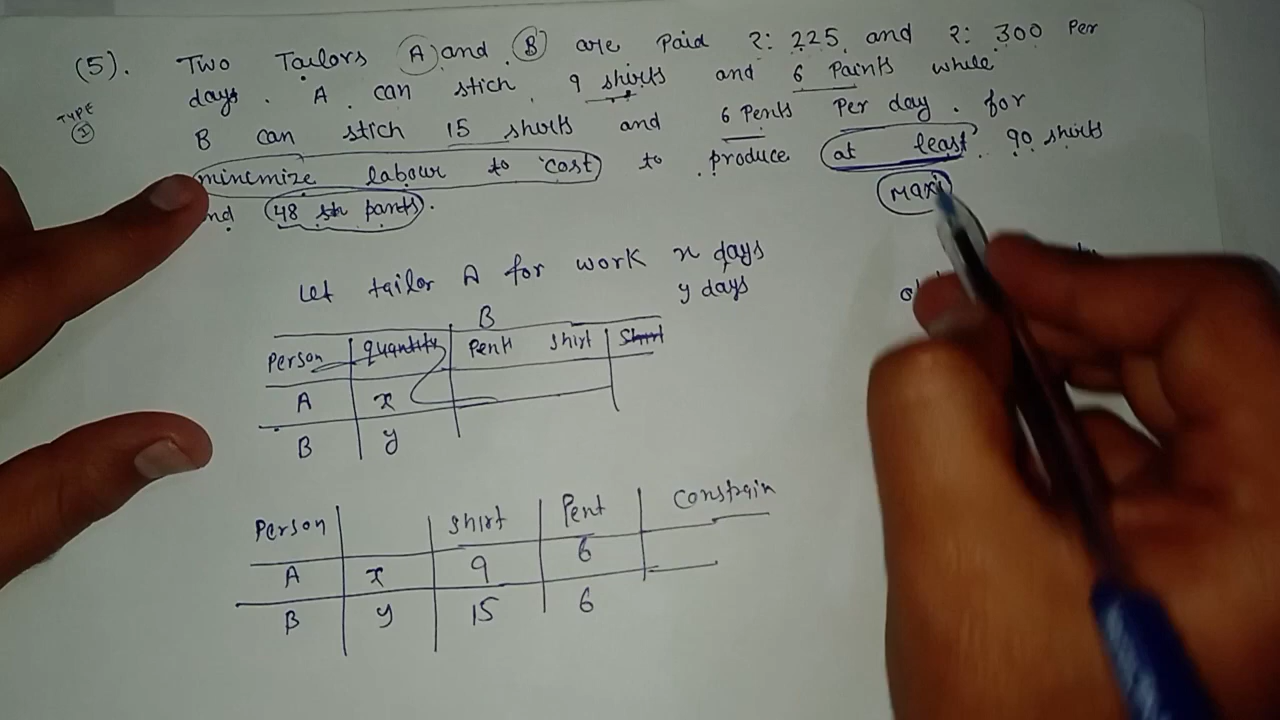 (5). Two Tailors A and B are Paid ₹: 225 and ₹: 300 Per
TYPE
I
days. A can stich 9 shirts and 6 Paints while
B can stich 15 shirts and 6 Pents Per day. for
minimize labour to cost to produce at least 90 shirts
and 48 pants.
Maxi
Let tailor A for work x days
B y days
Person quantity Pent shirt Shirt
A x
B y
Person shirt Pent Constrain
A x 9 6
B y 15 6